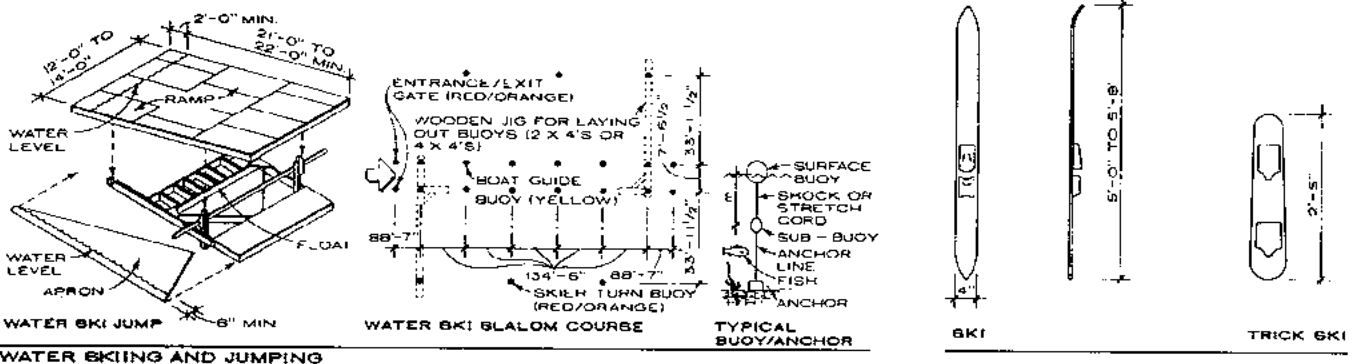 2'-0" MIN.
21'-0" TO
22'-0" MIN.
12'-0" TO
14'-0"
RAMP
WATER
LEVEL
FLOAT
WATER
LEVEL
APRON
6" MIN
WATER SKI JUMP
ENTRANCE/EXIT
GATE (RED/ORANGE)
WOODEN JIG FOR LAYING
OUT BUOYS (2 X 4'S OR
4 X 4'S)
BOAT GUIDE
BUOY (YELLOW)
7'-6 1/2"
33'-1 1/2"
33'-11 1/2"
88'-7"
134'-6"
88'-7"
SKIER TURN BUOY
(RED/ORANGE)
WATER SKI SLALOM COURSE
SURFACE
BUOY
SHOCK OR
STRETCH
CORD
SUB-BUOY
ANCHOR
LINE
FISH
ANCHOR
TYPICAL
BUOY/ANCHOR
5'-0" TO 5'-8"
4"
SKI
2'-5"
TRICK SKI
WATER SKIING AND JUMPING